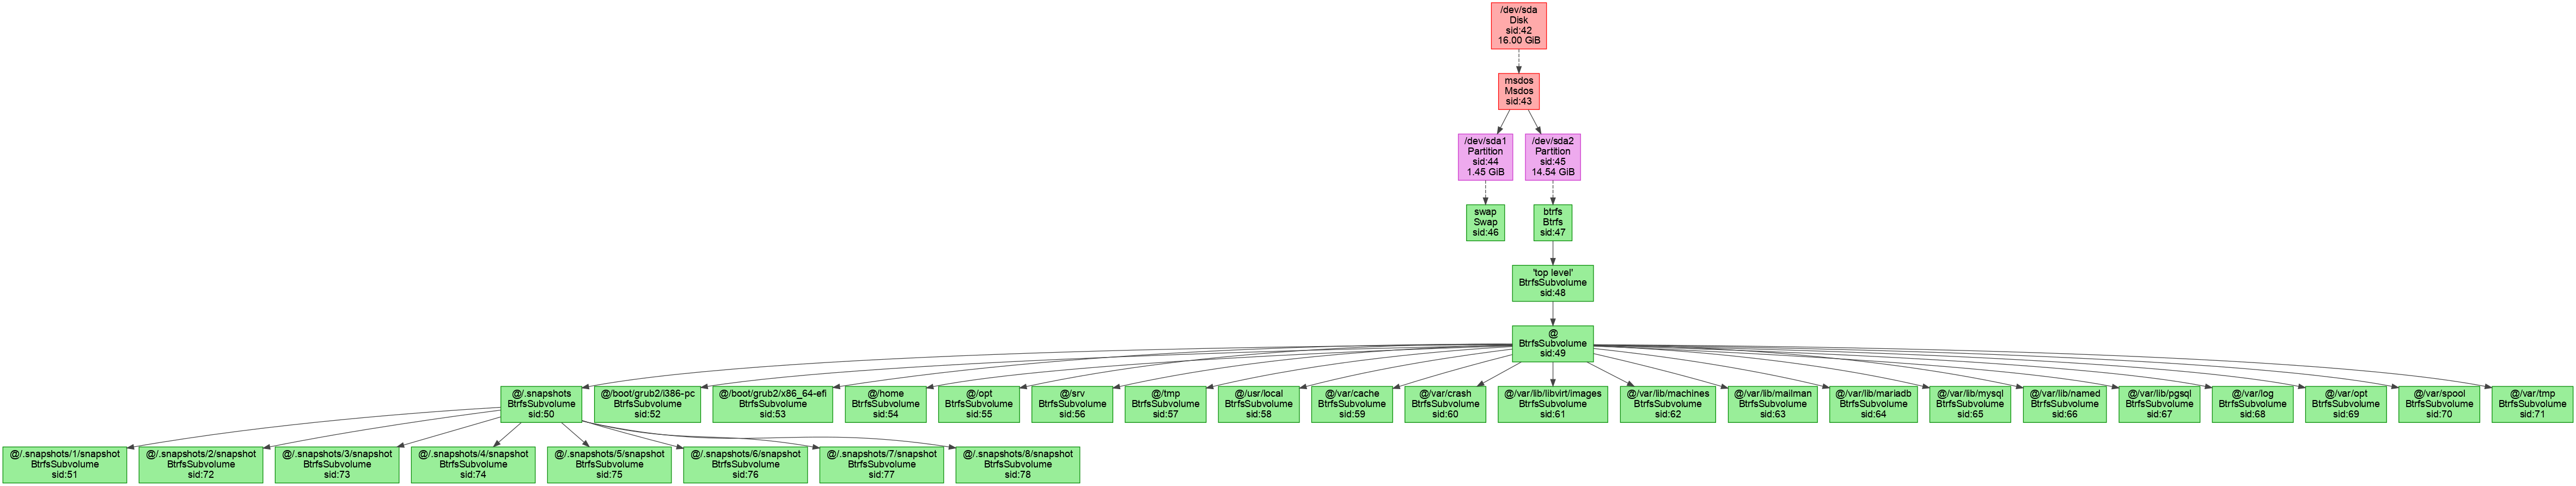 /dev/sda
Disk
sid:42
16.00 GiB
msdos
Msdos
sid:43
/dev/sda1
Partition
sid:44
1.45 GiB
/dev/sda2
Partition
sid:45
14.54 GiB
swap
Swap
sid:46
btrfs
Btrfs
sid:47
'top level'
BtrfsSubvolume
sid:48
@
BtrfsSubvolume
sid:49
@/.snapshots
BtrfsSubvolume
sid:50
@/boot/grub2/i386-pc
BtrfsSubvolume
sid:52
@/boot/grub2/x86_64-efi
BtrfsSubvolume
sid:53
@/home
BtrfsSubvolume
sid:54
@/opt
BtrfsSubvolume
sid:55
@/srv
BtrfsSubvolume
sid:56
@/tmp
BtrfsSubvolume
sid:57
@/usr/local
BtrfsSubvolume
sid:58
@/var/cache
BtrfsSubvolume
sid:59
@/var/crash
BtrfsSubvolume
sid:60
@/var/lib/libvirt/images
BtrfsSubvolume
sid:61
@/var/lib/machines
BtrfsSubvolume
sid:62
@/var/lib/mailman
BtrfsSubvolume
sid:63
@/var/lib/mariadb
BtrfsSubvolume
sid:64
@/var/lib/mysql
BtrfsSubvolume
sid:65
@/var/lib/named
BtrfsSubvolume
sid:66
@/var/lib/pgsql
BtrfsSubvolume
sid:67
@/var/log
BtrfsSubvolume
sid:68
@/var/opt
BtrfsSubvolume
sid:69
@/var/spool
BtrfsSubvolume
sid:70
@/var/tmp
BtrfsSubvolume
sid:71
@/.snapshots/1/snapshot
BtrfsSubvolume
sid:51
@/.snapshots/2/snapshot
BtrfsSubvolume
sid:72
@/.snapshots/3/snapshot
BtrfsSubvolume
sid:73
@/.snapshots/4/snapshot
BtrfsSubvolume
sid:74
@/.snapshots/5/snapshot
BtrfsSubvolume
sid:75
@/.snapshots/6/snapshot
BtrfsSubvolume
sid:76
@/.snapshots/7/snapshot
BtrfsSubvolume
sid:77
@/.snapshots/8/snapshot
BtrfsSubvolume
sid:78